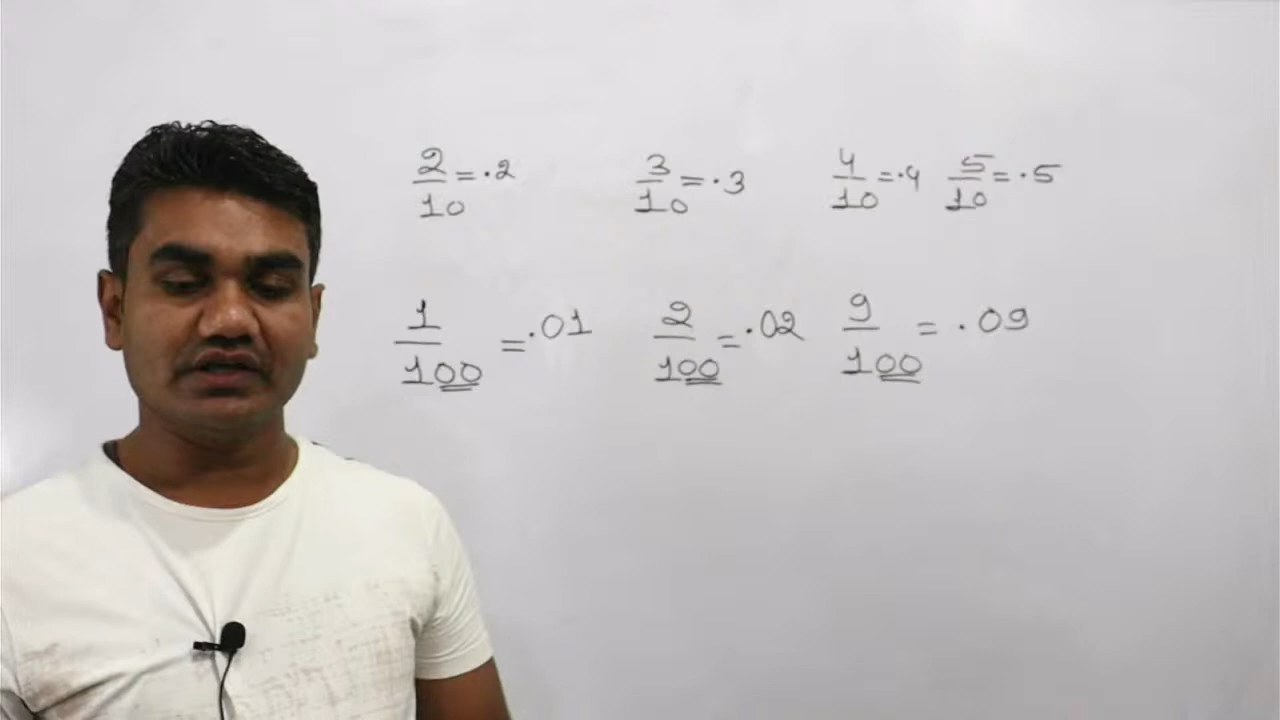 2/10 = .2 3/10 = .3 4/10 = .4 5/10 = .5
1/100 = .01 2/100 = .02 9/100 = .09